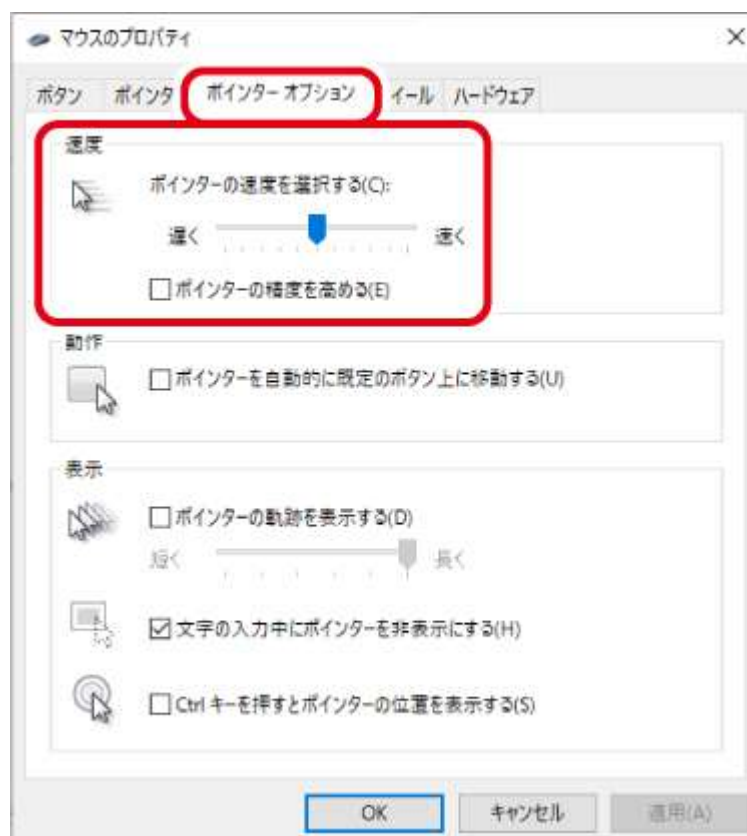 マウスのプロパティ
ボタン ポインタ ポインター オプション イール ハードウェア
速度
ポインターの速度を選択する(C):
遅く 速く
ポインターの精度を高める(E)
動作
ポインターを自動的に既定のボタン上に移動する(U)
表示
ポインターの軌跡を表示する(D)
短く 長く
文字の入力中にポインターを非表示にする(H)
Ctrl キーを押すとポインターの位置を表示する(S)
OK キャンセル 適用(A)